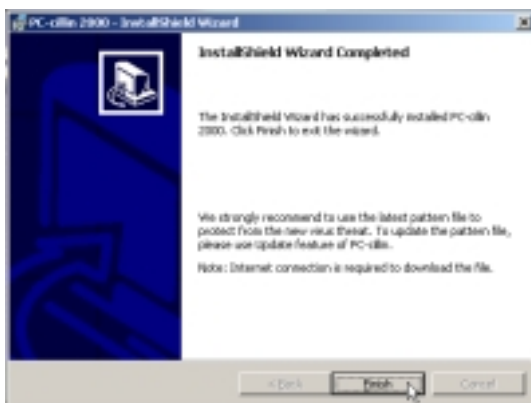 PC-cillin 2000 - InstallShield Wizard
InstallShield Wizard Completed
The InstallShield Wizard has successfully installed PC-cillin
2000. Click Finish to exit the wizard.
We strongly recommend to use the latest pattern file to
protect from the new virus threat. To update the pattern file,
please use Update feature of PC-cillin.
Note: Internet connection is required to download the file.
< Back
Finish
Cancel